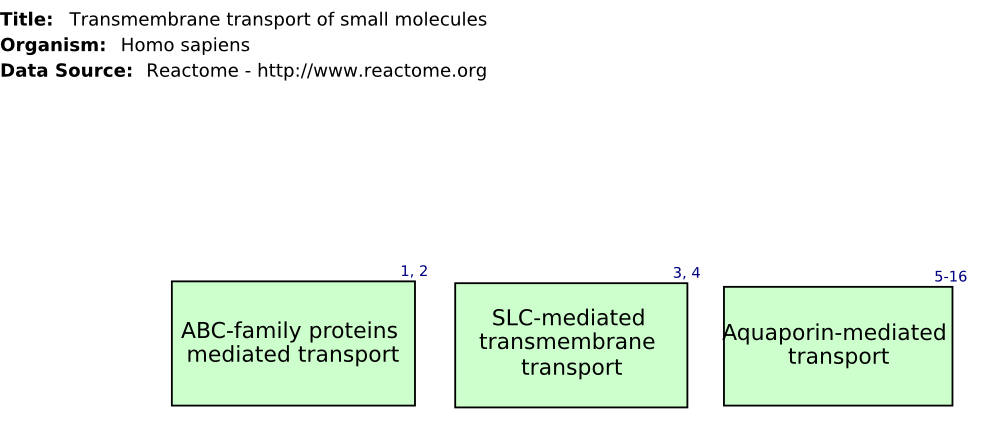 Title: Transmembrane transport of small molecules
Organism: Homo sapiens
Data Source: Reactome - http://www.reactome.org
1, 2
ABC-family proteins
mediated transport
3, 4
SLC-mediated
transmembrane
transport
5-16
Aquaporin-mediated
transport